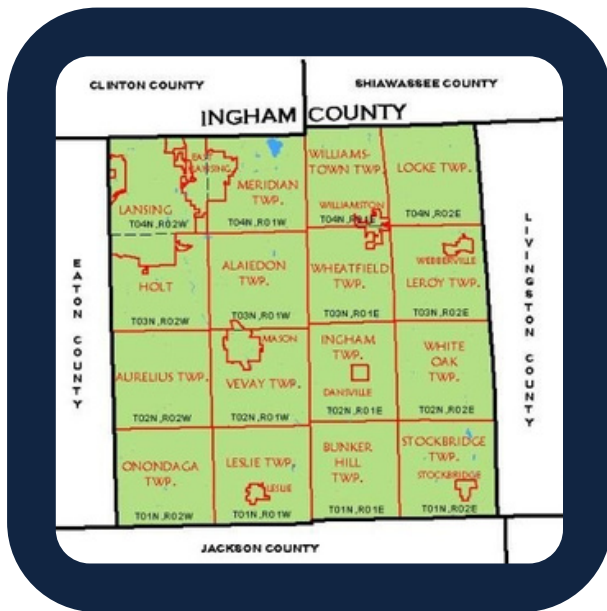 CLINTON COUNTY
SHIAWASSEE COUNTY
INGHAM COUNTY
EAST
LANSING
LANSING
T04N,R02W
MERIDIAN
TWP.
T04N,R01W
WILLIAMS-
TOWN TWP.
WILLIAMSTON
T04N,R01E
LOCKE TWP.
T04N,R02E
HOLT
T03N,R02W
ALAIEDON
TWP.
T03N,R01W
WHEATFIELD
TWP.
T03N,R01E
WEBBERVILLE
LEROY TWP.
T03N,R02E
EATON COUNTY
LIVINGSTON COUNTY
AURELIUS TWP.
T02N,R02W
MASON
VEVAY TWP.
T02N,R01W
INGHAM
TWP.
DANSVILLE
T02N,R01E
WHITE
OAK
TWP.
T02N,R02E
ONONDAGA
TWP.
T01N,R02W
LESLIE TWP.
LESLIE
T01N,R01W
BUNKER
HILL
TWP.
T01N,R01E
STOCKBRIDGE
TWP.
STOCKBRIDGE
T01N,R02E
JACKSON COUNTY